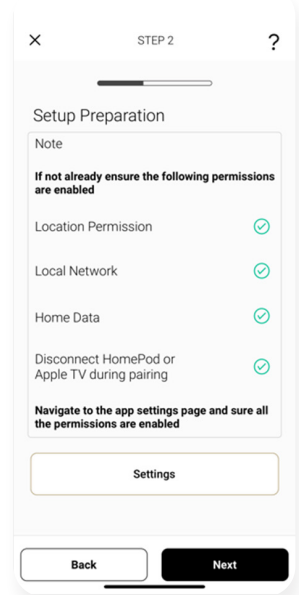 STEP 2
?
Setup Preparation
Note
If not already ensure the following permissions
are enabled
Location Permission
Local Network
Home Data
Disconnect HomePod or
Apple TV during pairing
Navigate to the app settings page and sure all
the permissions are enabled
Settings
Back
Next